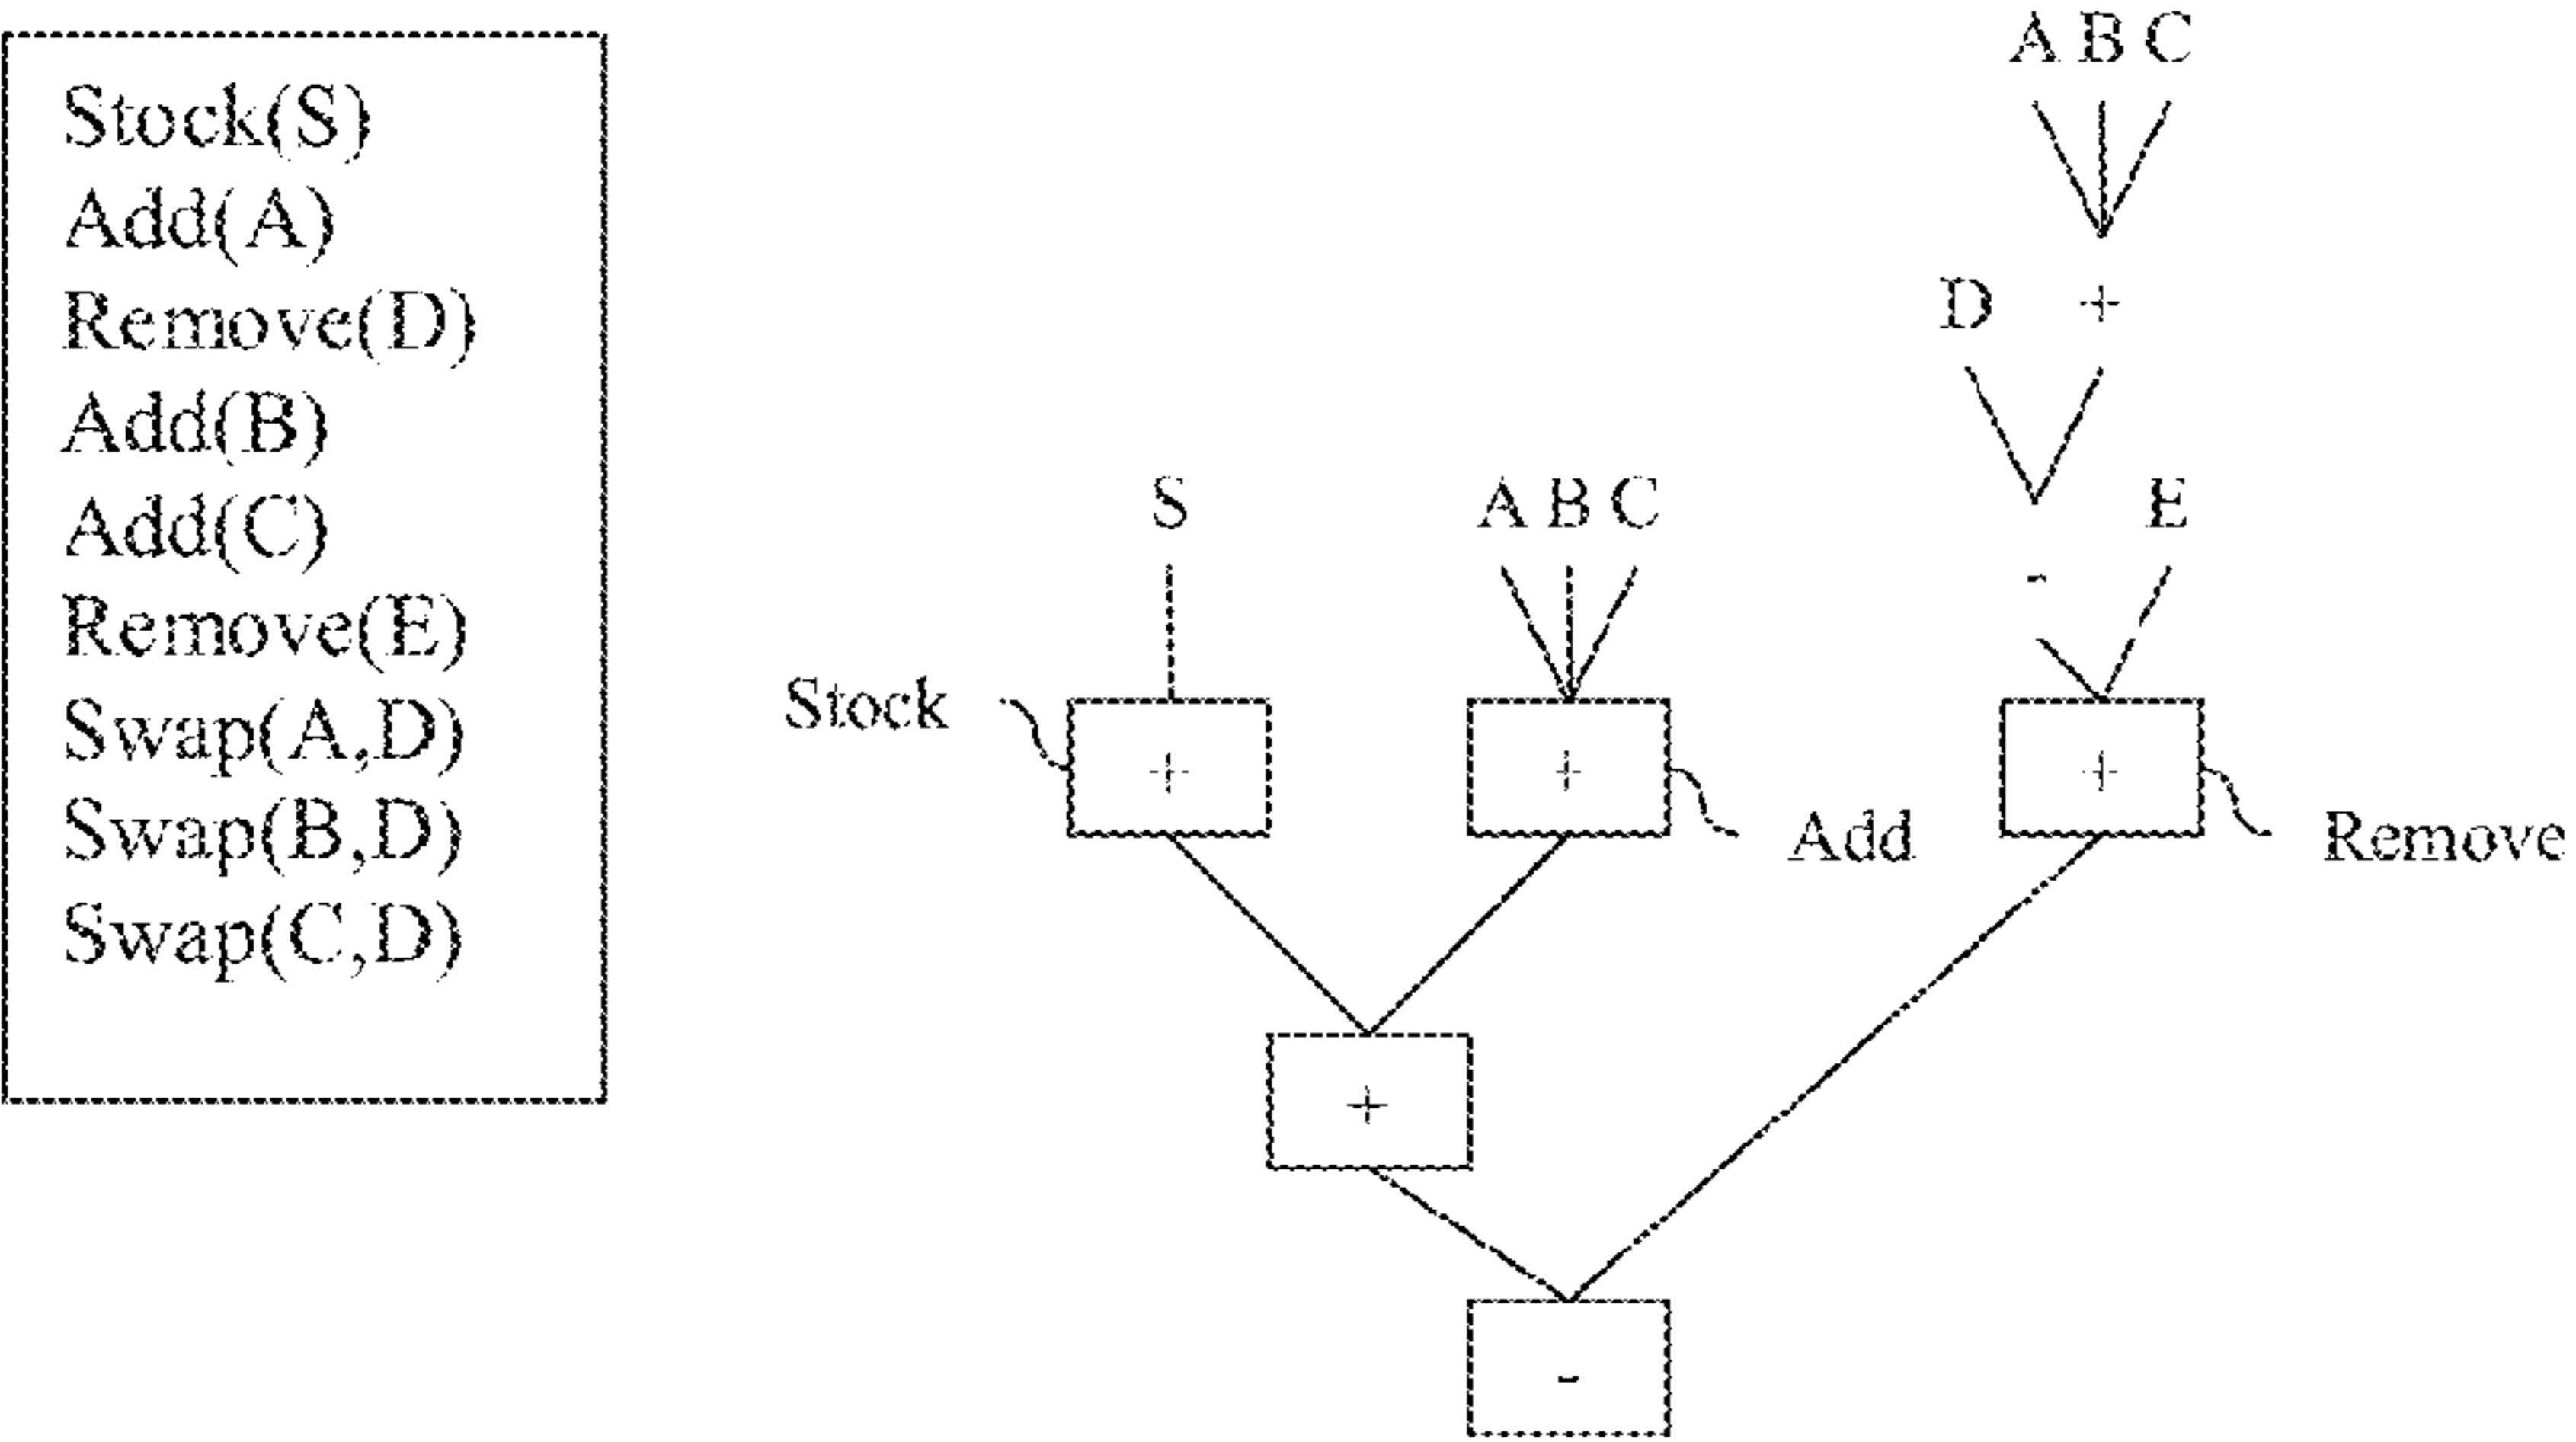 Stock(S)
Add(A)
Remove(D)
Add(B)
Add(C)
Remove(E)
Swap(A,D)
Swap(B,D)
Swap(C,D)
A B C
D +
S A B C E
-
Stock + + +
Add Remove
+
-